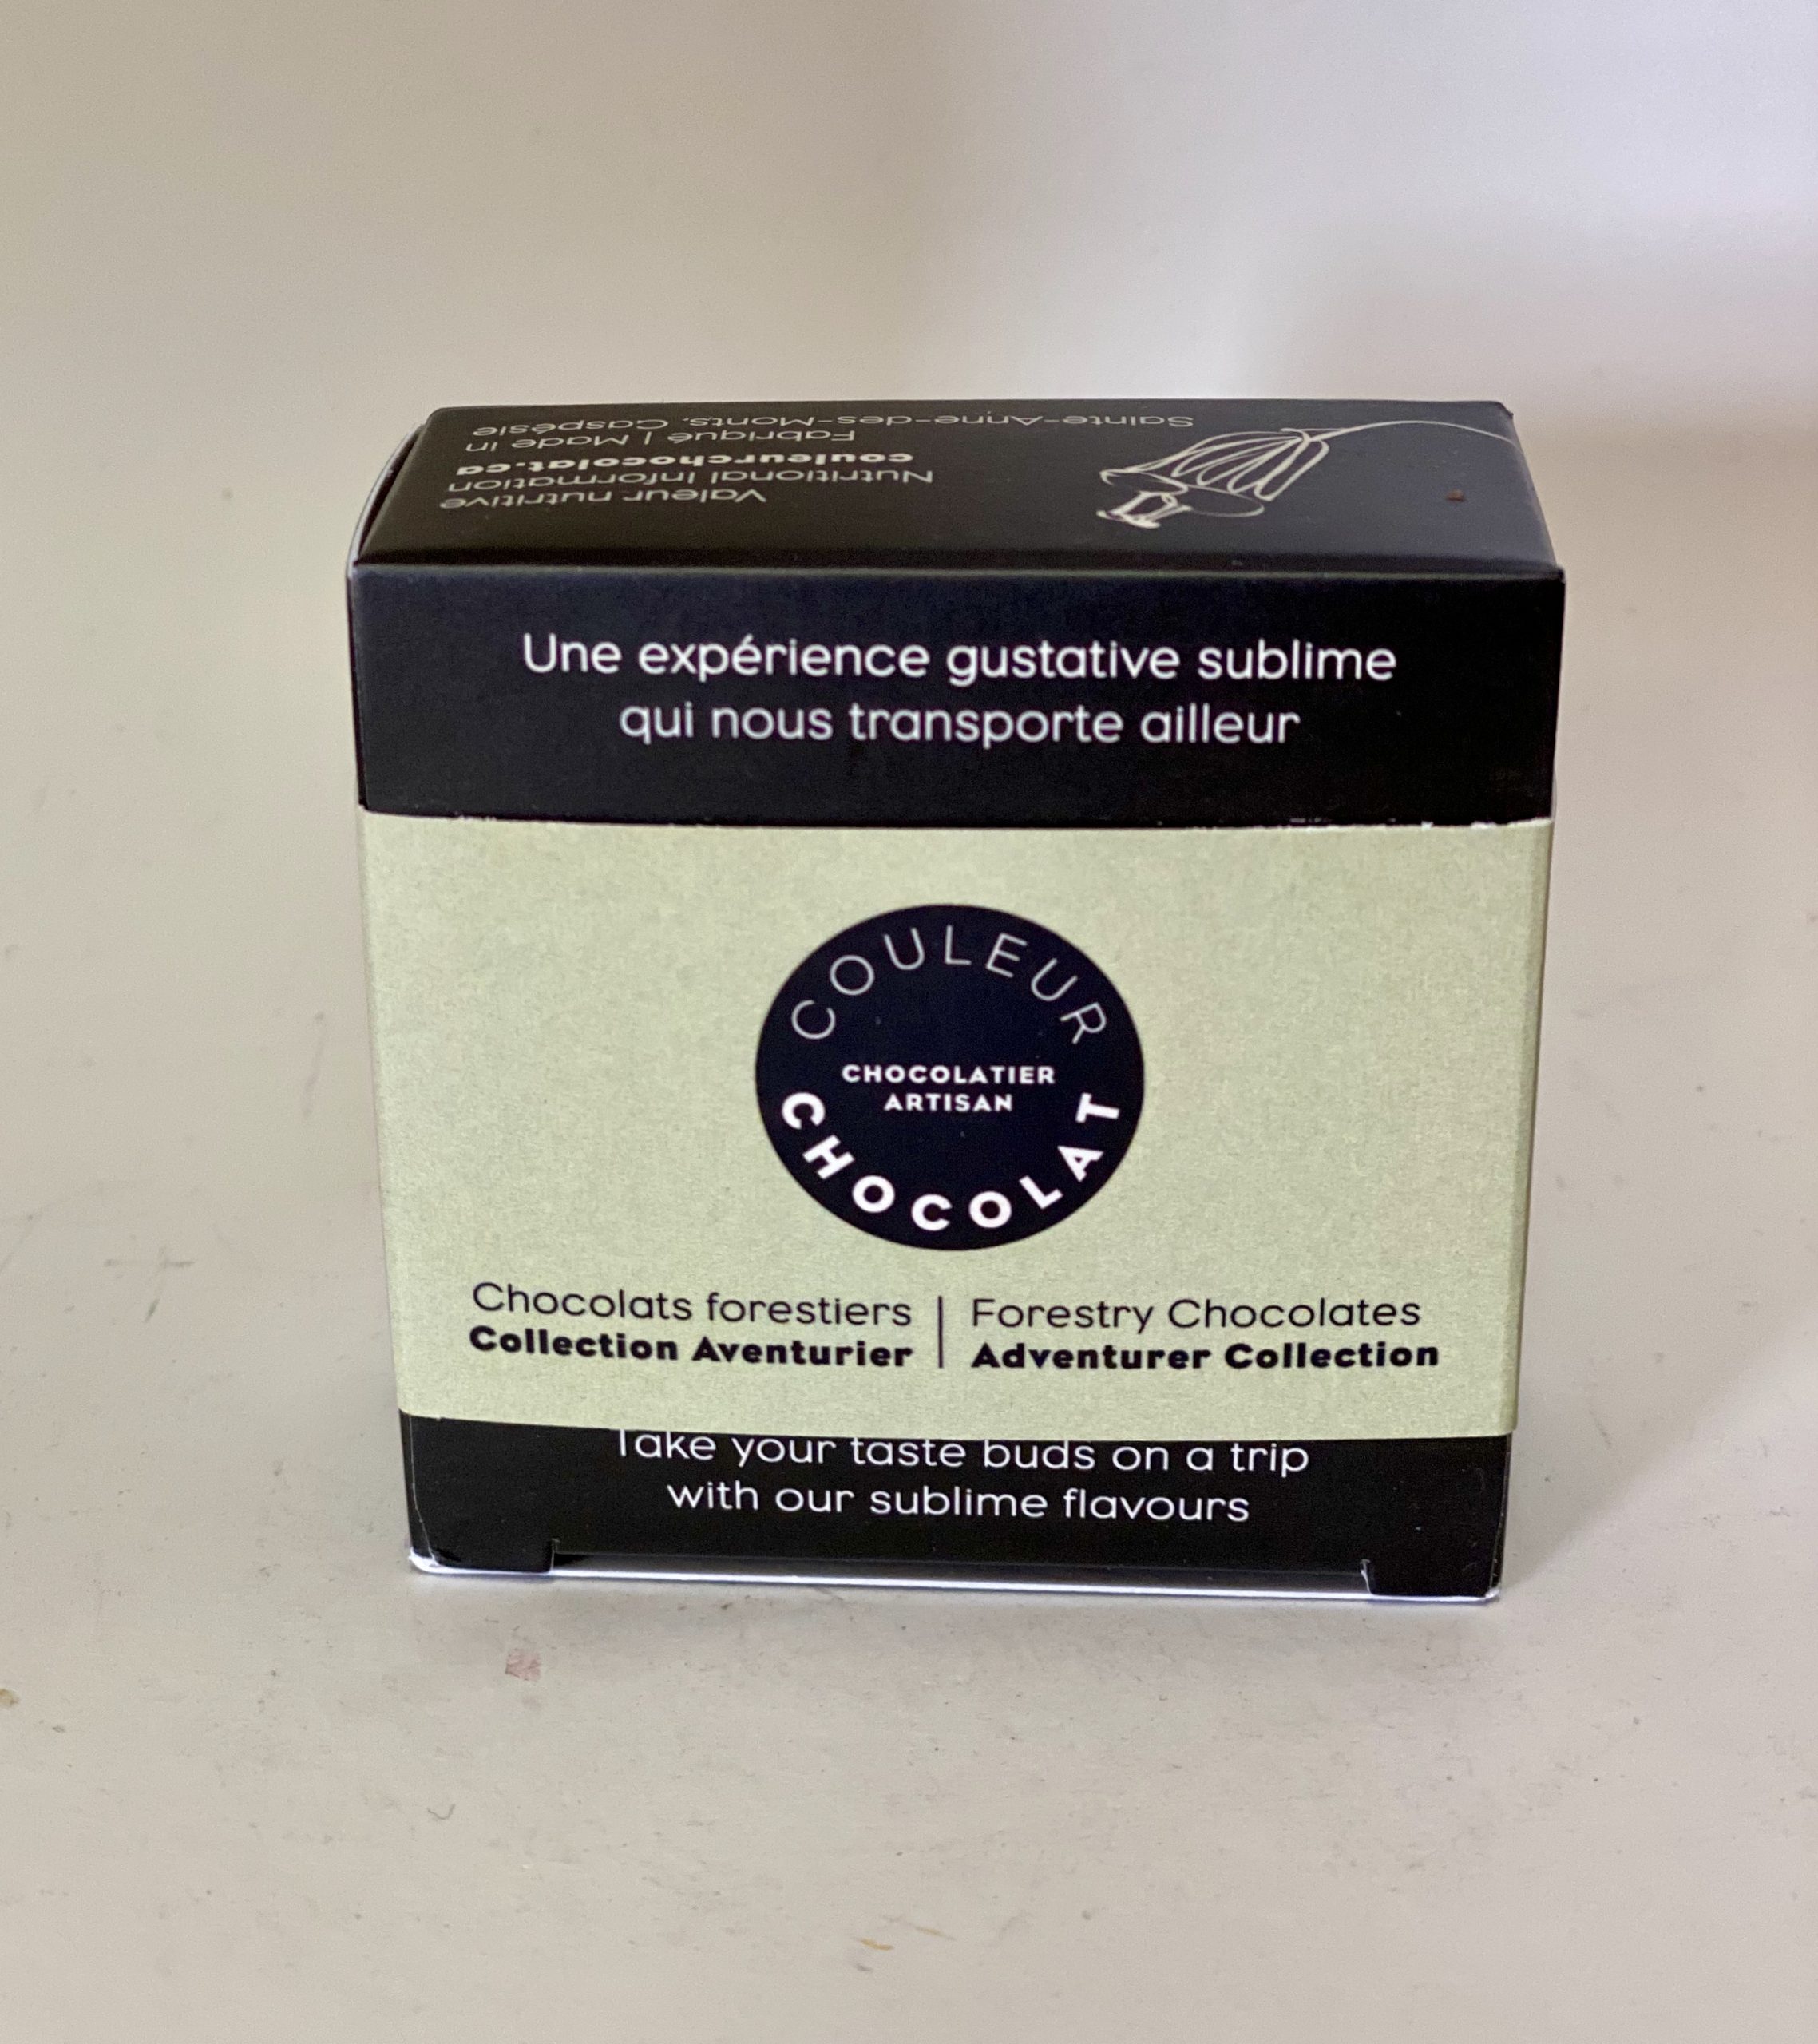 Valeur nutritive
Nutritional Information
couleurchocolat.ca
Fabriqué | Made in
Sainte-Anne-des-Monts, Gaspésie
Une expérience gustative sublime
qui nous transporte ailleur
COULEUR
CHOCOLATIER
ARTISAN
CHOCOLAT
Chocolats forestiers
Collection Aventurier
Forestry Chocolates
Adventurer Collection
Take your taste buds on a trip
with our sublime flavours